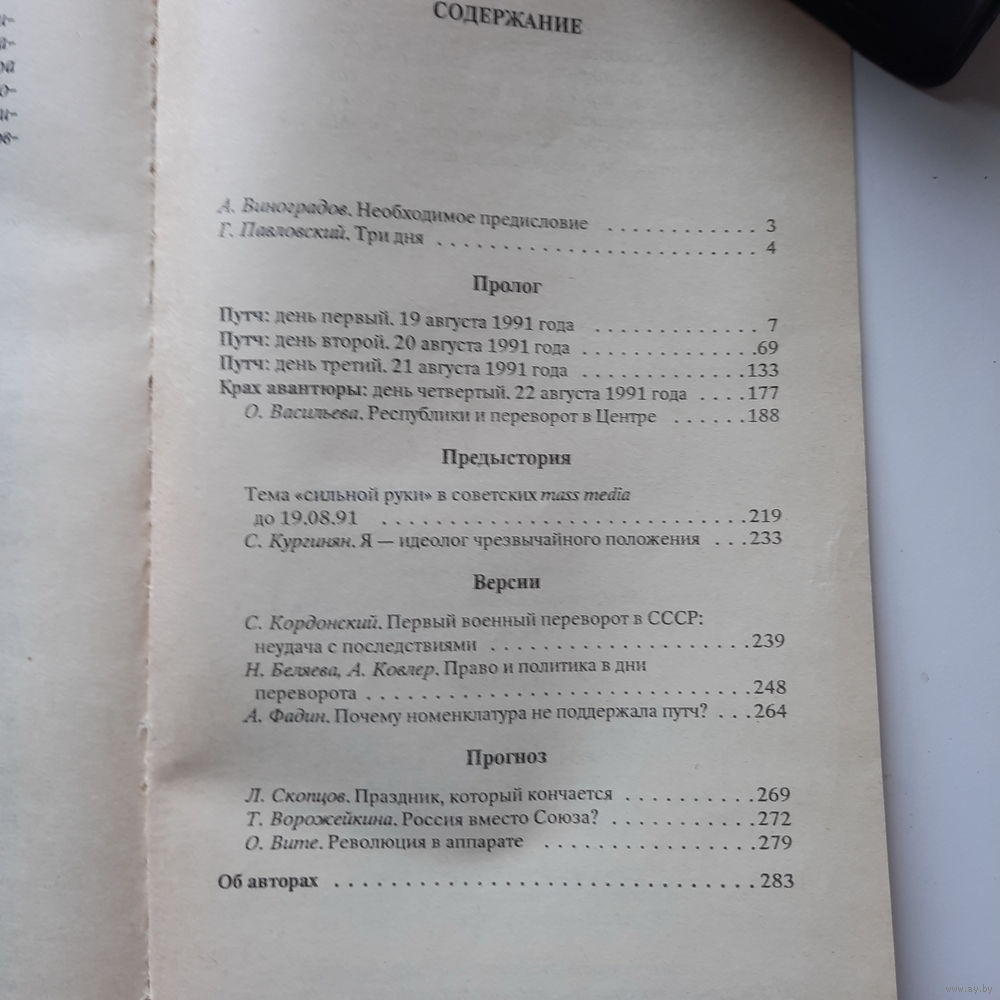 СОДЕРЖАНИЕ
А. Виноградов. Необходимое предисловие . . . . . . . . . . . . 3
Г. Павловский. Три дня . . . . . . . . . . . . . . . . . . . . . . . . . 4
Пролог
Путч: день первый. 19 августа 1991 года . . . . . . . . . . . . . 7
Путч: день второй. 20 августа 1991 года . . . . . . . . . . . . . .69
Путч: день третий. 21 августа 1991 года . . . . . . . . . . . . .133
Крах авантюры: день четвертый. 22 августа 1991 года . . . .177
О. Васильева. Республики и переворот в Центре . . . . . .188
Предыстория
Тема «сильной руки» в советских mass media
до 19.08.91 . . . . . . . . . . . . . . . . . . . . . . . . . . . .219
С. Кургинян. Я — идеолог чрезвычайного положения . . .233
Версии
С. Кордонский. Первый военный переворот в СССР:
неудача с последствиями . . . . . . . . . . . . . . . . . . . .239
Н. Беляева, А. Ковлер. Право и политика в дни
переворота . . . . . . . . . . . . . . . . . . . . . . . . . . . . . .248
А. Фадин. Почему номенклатура не поддержала путч? . . .264
Прогноз
Л. Скопцов. Праздник, который кончается . . . . . . . . . .269
Т. Ворожейкина. Россия вместо Союза? . . . . . . . . . . .272
О. Вите. Революция в аппарате . . . . . . . . . . . . . . . .279
Об авторах . . . . . . . . . . . . . . . . . . . . . . . . . . . . . . . .283
www.ay.by